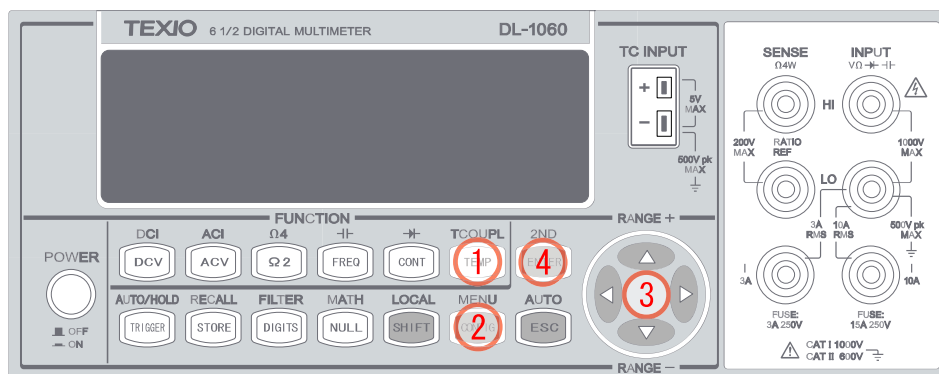 TEXIO 6 1/2 DIGITAL MULTIMETER DL-1060
TC INPUT
+
5V
MAX
−
500V pk
MAX
SENSE
Ω4W
INPUT
VΩ
HI
200V
MAX
RATIO
REF
1000V
MAX
LO
3A
RMS
10A
RMS
500V pk
MAX
3A
10A
FUSE:
3A 250V
FUSE:
15A 250V
CAT I 1000V
CAT II 600V
FUNCTION
RANGE +
POWER
OFF
ON
DCI ACI Ω4 TCOUPL 2ND
DCV ACV Ω2 FREQ CONT TEMP ENTER
1 4 3
AUTO/HOLD RECALL FILTER MATH LOCAL MENU AUTO
TRIGGER STORE DIGITS NULL SHIFT CONFIG ESC
2
RANGE −